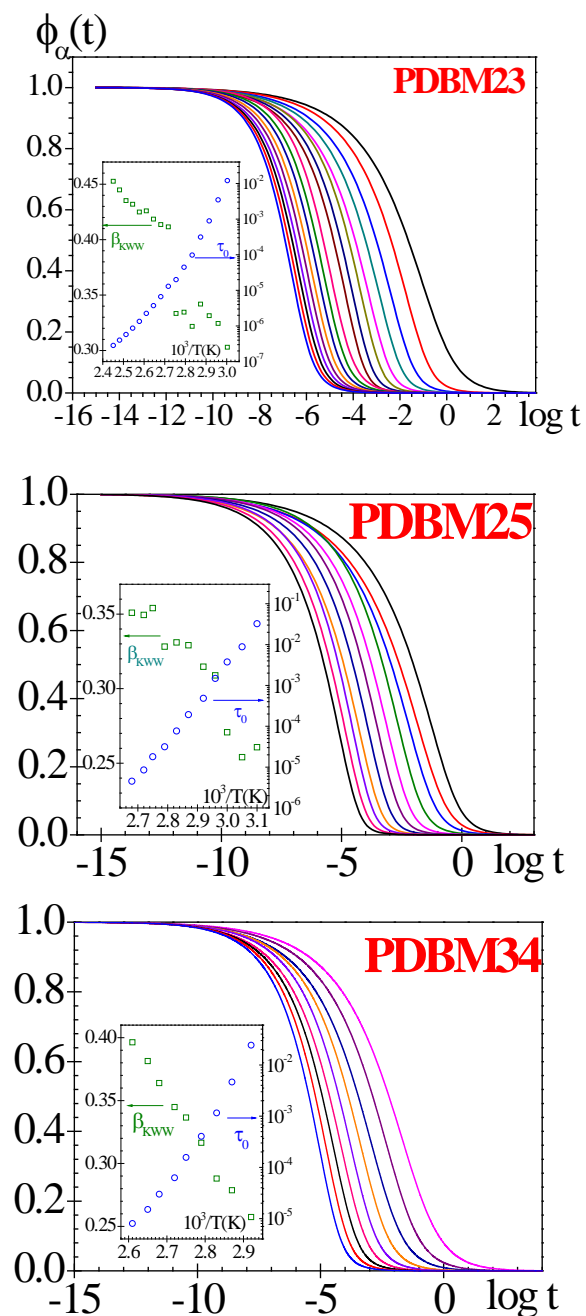 ϕα(t)
PDBM23
1.0
0.8
0.6
0.4
0.2
0.0
-16 -14 -12 -10 -8 -6 -4 -2 0 2 log t
0.45
0.40
0.35
0.30
βKWW
τ0
10-2
10-3
10-4
10-5
10-6
10-7
10³/T(K)
2.4 2.5 2.6 2.7 2.8 2.9 3.0
PDBM25
1.0
0.8
0.6
0.4
0.2
0.0
-15 -10 -5 0 log t
0.35
0.30
0.25
βKWW
τ0
10-1
10-2
10-3
10-4
10-5
10-6
10³/T(K)
2.7 2.8 2.9 3.0 3.1
PDBM34
1.0
0.8
0.6
0.4
0.2
0.0
-15 -10 -5 0 log t
0.40
0.35
0.30
0.25
βKWW
τ0
10-2
10-3
10-4
10-5
10³/T(K)
2.6 2.7 2.8 2.9